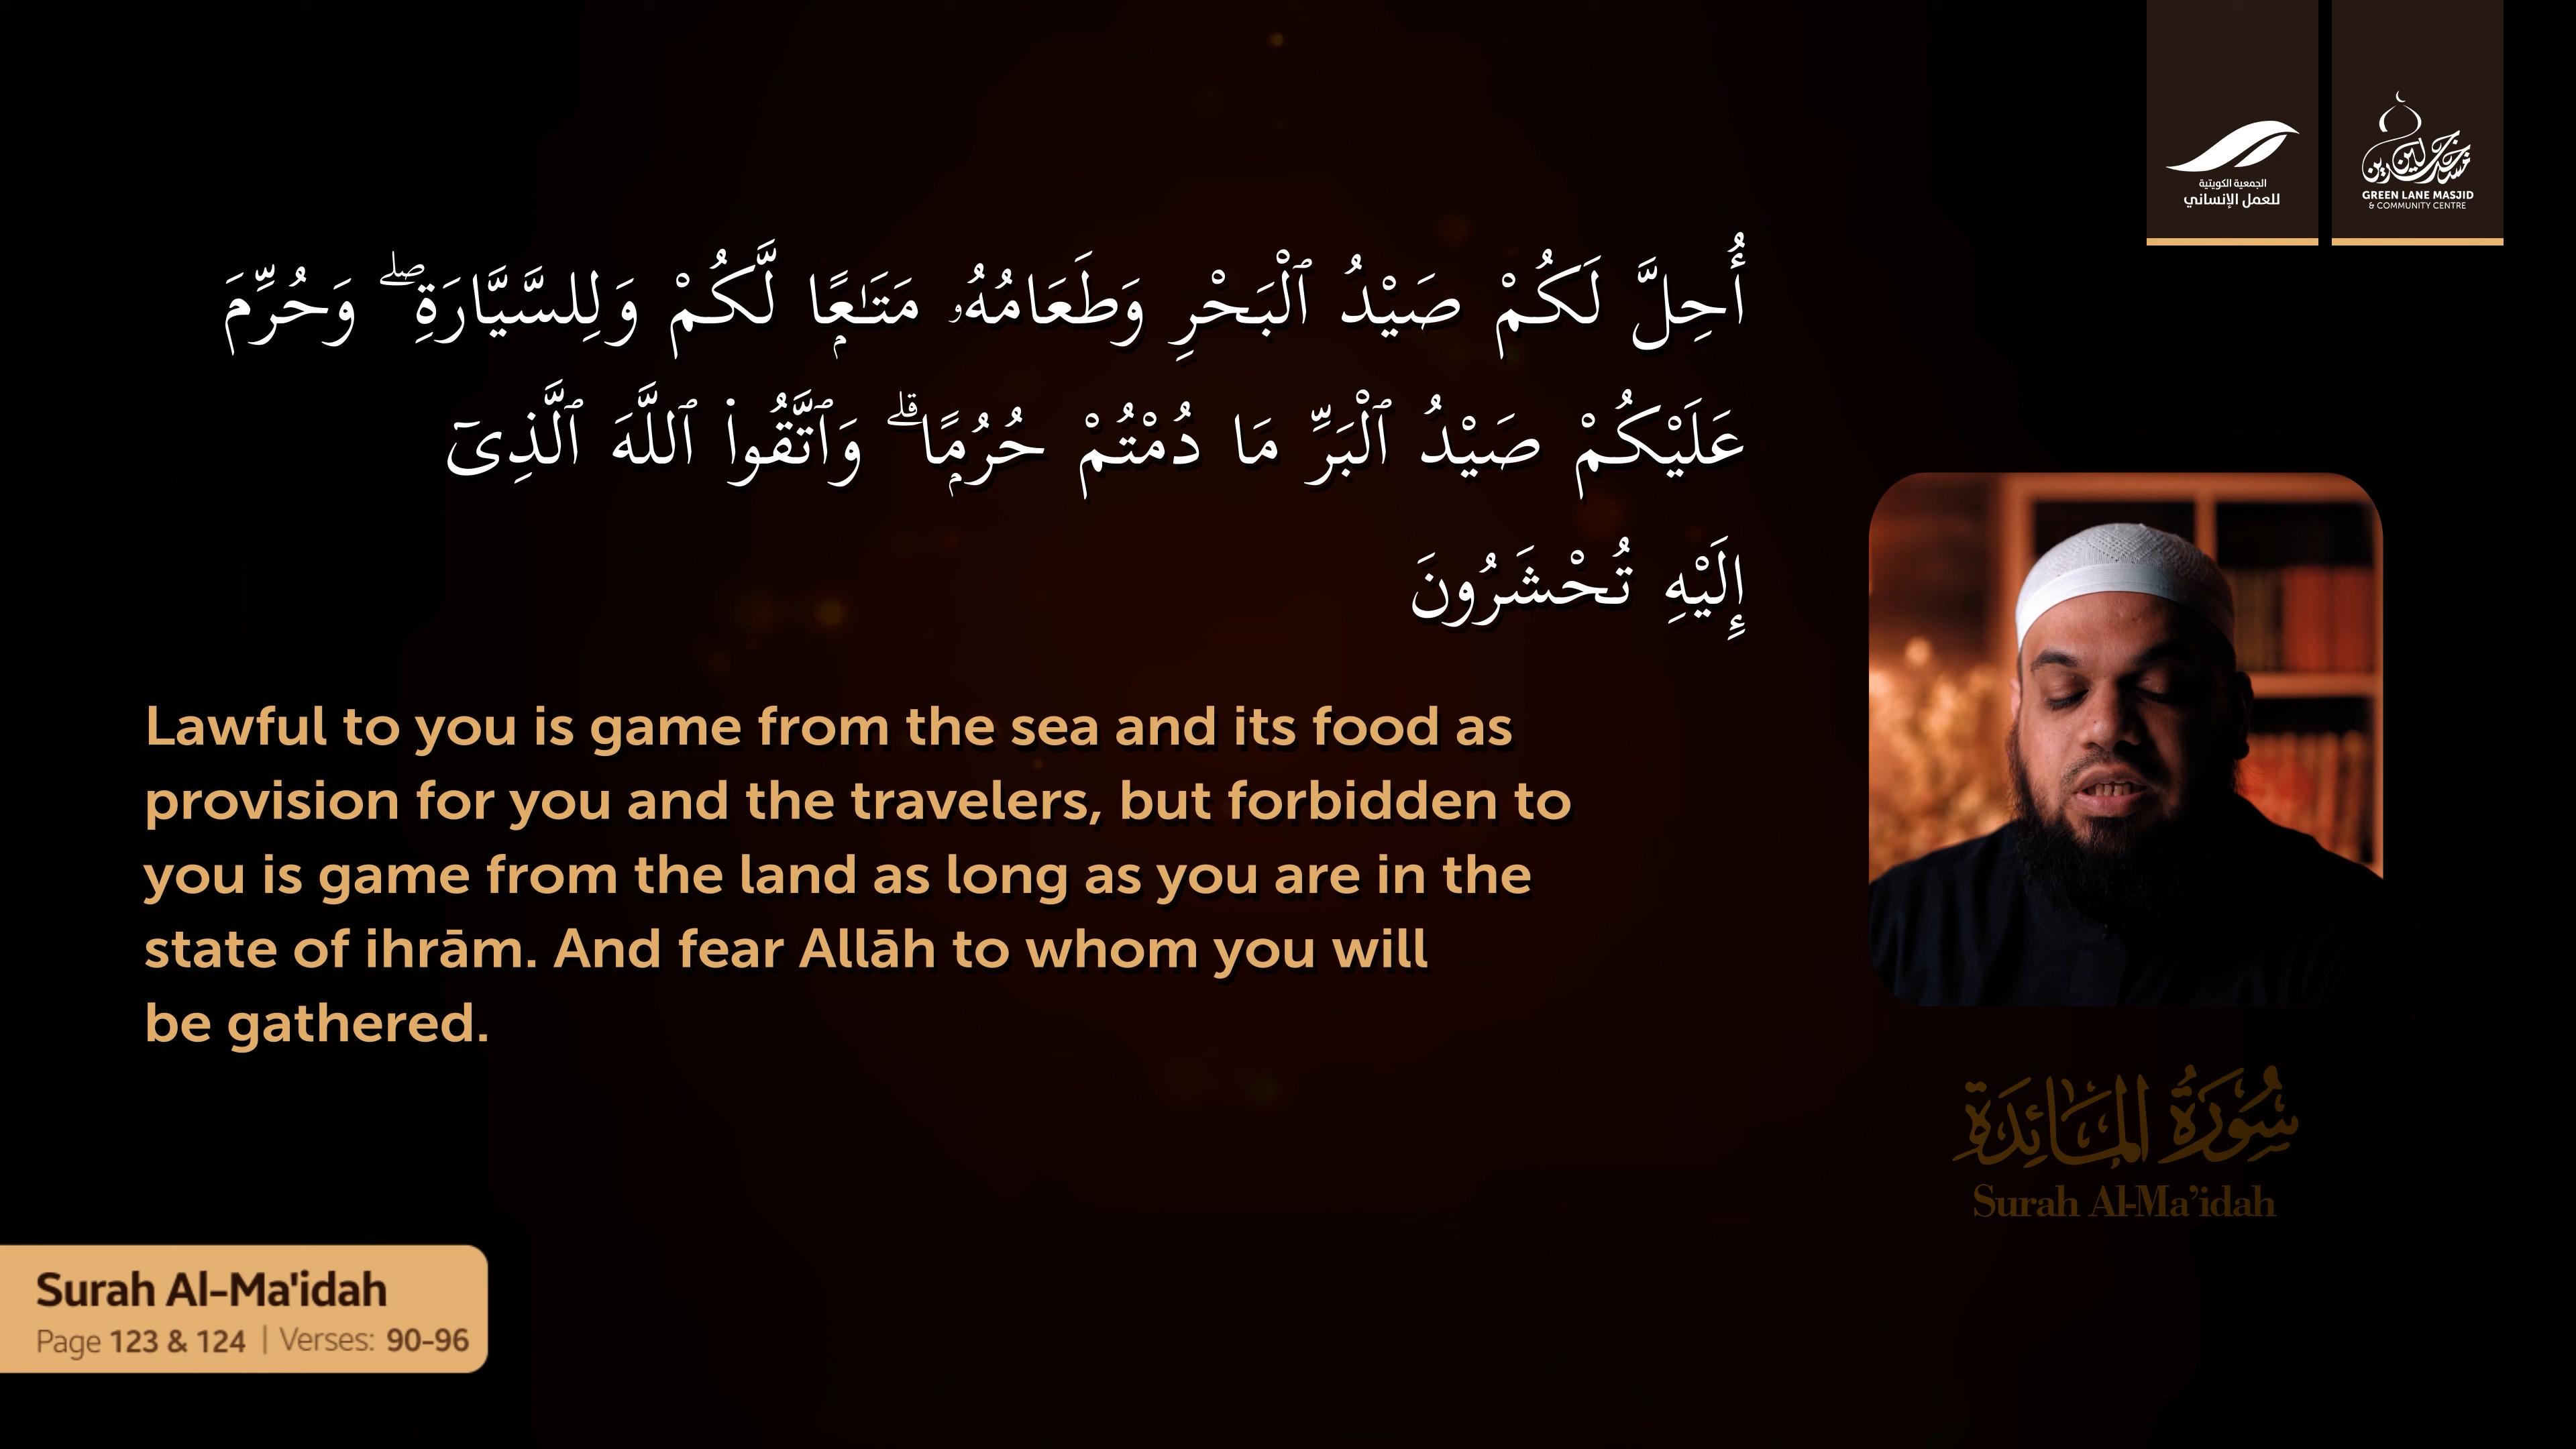 الجمعية الكويتية
للعمل الإنساني
مسجد جرين لين
GREEN LANE MASJID
& COMMUNITY CENTRE
أُحِلَّ لَكُمْ صَيْدُ ٱلْبَحْرِ وَطَعَامُهُۥ مَتَـٰعًۭا لَّكُمْ وَلِلسَّيَّارَةِ ۖ وَحُرِّمَ
عَلَيْكُمْ صَيْدُ ٱلْبَرِّ مَا دُمْتُمْ حُرُمًۭا ۗ وَٱتَّقُوا۟ ٱللَّهَ ٱلَّذِىٓ
إِلَيْهِ تُحْشَرُونَ
Lawful to you is game from the sea and its food as
provision for you and the travelers, but forbidden to
you is game from the land as long as you are in the
state of ihrām. And fear Allāh to whom you will
be gathered.
سُورَةُ المَائِدَة
Surah Al-Ma’idah
Surah Al-Ma'idah
Page 123 & 124 | Verses: 90-96